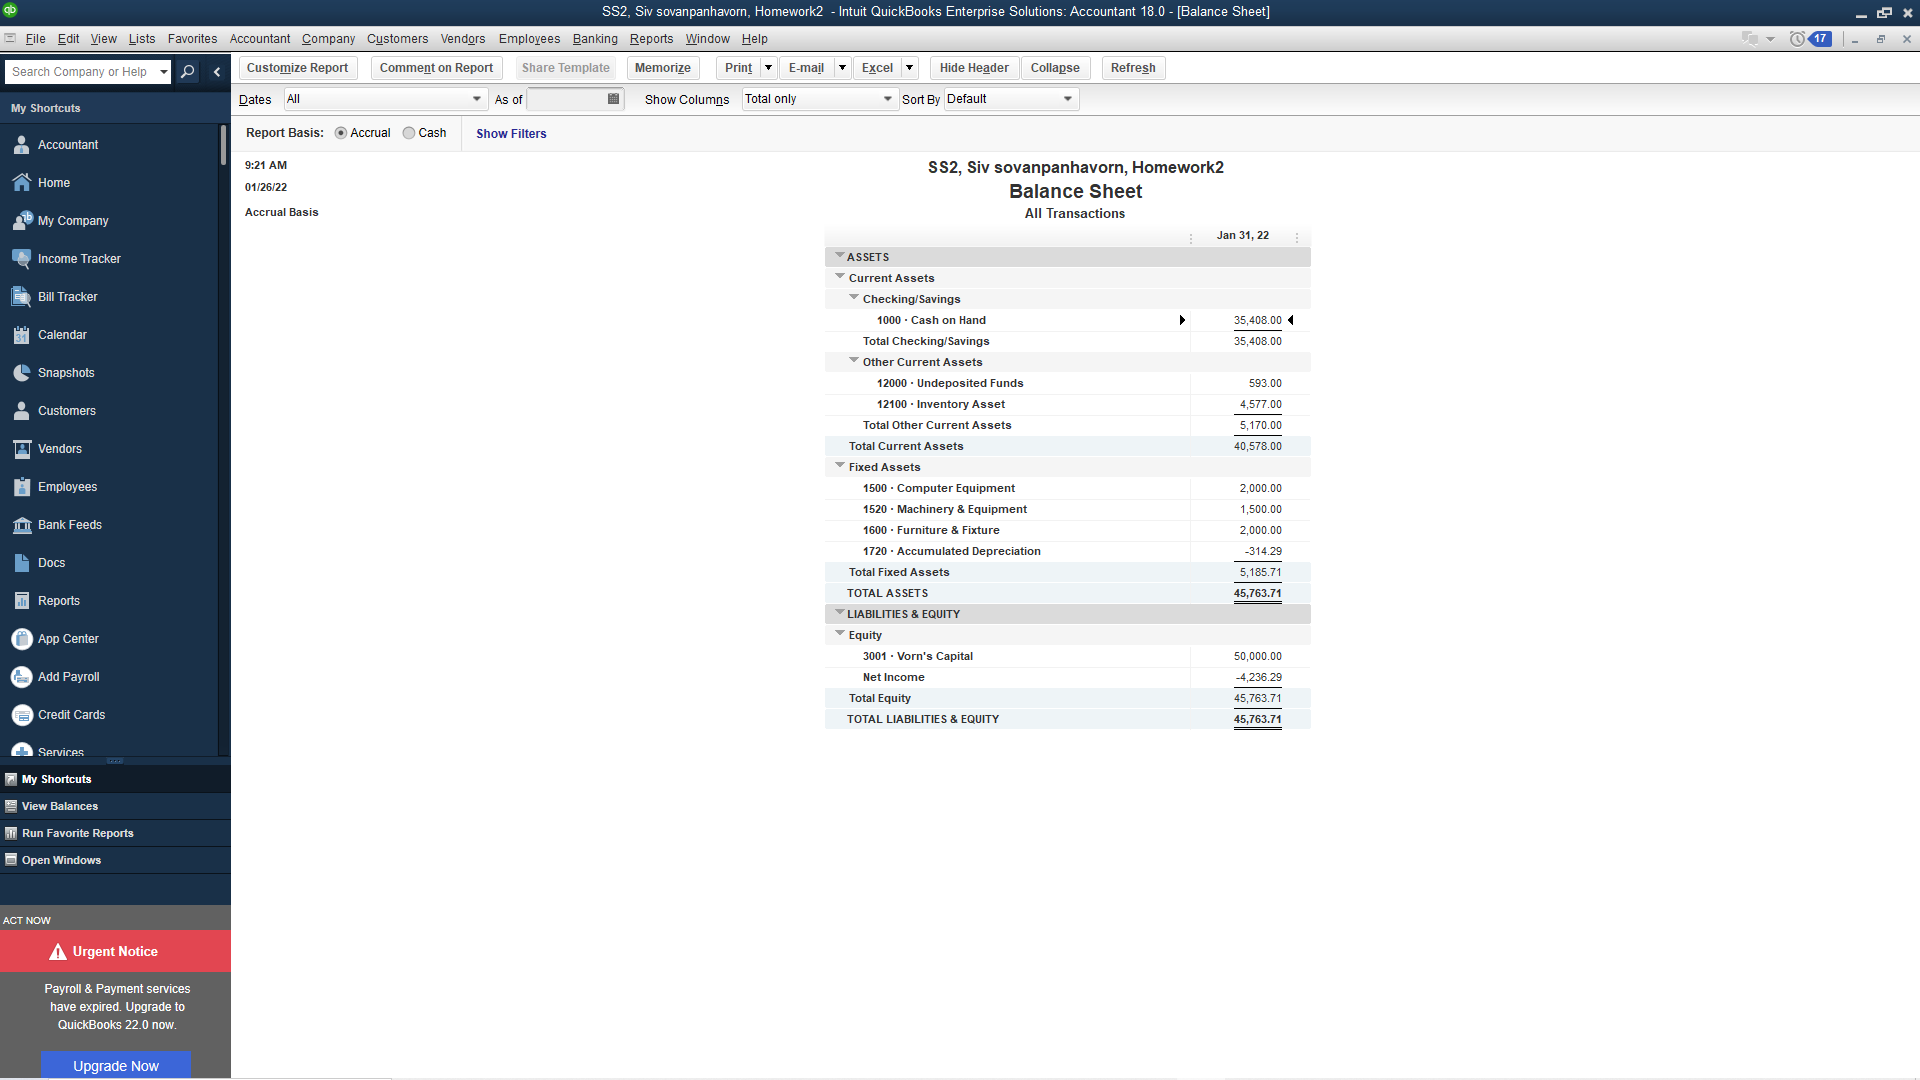 SS2, Siv sovanpanhavorn, Homework2 - Intuit QuickBooks Enterprise Solutions: Accountant 18.0 - [Balance Sheet]
File Edit View Lists Favorites Accountant Company Customers Vendors Employees Banking Reports Window Help 17
Search Company or Help
Customize Report Comment on Report Share Template Memorize Print E-mail Excel Hide Header Collapse Refresh
Dates All As of Show Columns Total only Sort By Default
Report Basis: Accrual Cash Show Filters
My Shortcuts
Accountant
Home
My Company
Income Tracker
Bill Tracker
Calendar
Snapshots
Customers
Vendors
Employees
Bank Feeds
Docs
Reports
App Center
Add Payroll
Credit Cards
Services
My Shortcuts
View Balances
Run Favorite Reports
Open Windows
ACT NOW
Urgent Notice
Payroll & Payment services
have expired. Upgrade to
QuickBooks 22.0 now.
Upgrade Now
9:21 AM
01/26/22
Accrual Basis
SS2, Siv sovanpanhavorn, Homework2
Balance Sheet
All Transactions
Jan 31, 22
ASSETS
Current Assets
Checking/Savings
1000 · Cash on Hand 35,408.00
Total Checking/Savings 35,408.00
Other Current Assets
12000 · Undeposited Funds 593.00
12100 · Inventory Asset 4,577.00
Total Other Current Assets 5,170.00
Total Current Assets 40,578.00
Fixed Assets
1500 · Computer Equipment 2,000.00
1520 · Machinery & Equipment 1,500.00
1600 · Furniture & Fixture 2,000.00
1720 · Accumulated Depreciation -314.29
Total Fixed Assets 5,185.71
TOTAL ASSETS 45,763.71
LIABILITIES & EQUITY
Equity
3001 · Vorn's Capital 50,000.00
Net Income -4,236.29
Total Equity 45,763.71
TOTAL LIABILITIES & EQUITY 45,763.71